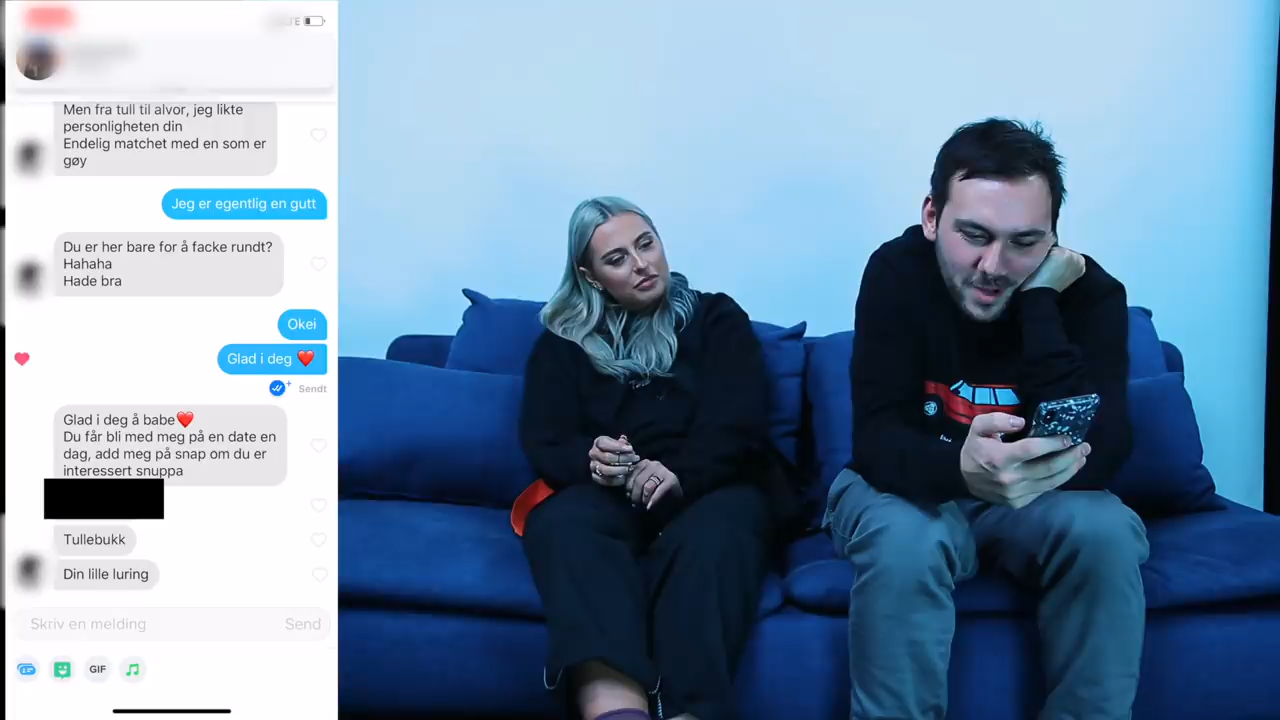 Men fra tull til alvor, jeg likte
personligheten din
Endelig matchet med en som er
gøy
Jeg er egentlig en gutt
Du er her bare for å facke rundt?
Hahaha
Hade bra
Okei
Glad i deg ❤️
Sendt
Glad i deg å babe❤️
Du får bli med meg på en date en
dag, add meg på snap om du er
interessert snuppa
Tullebukk
Din lille luring
Skriv en melding
Send
GIF